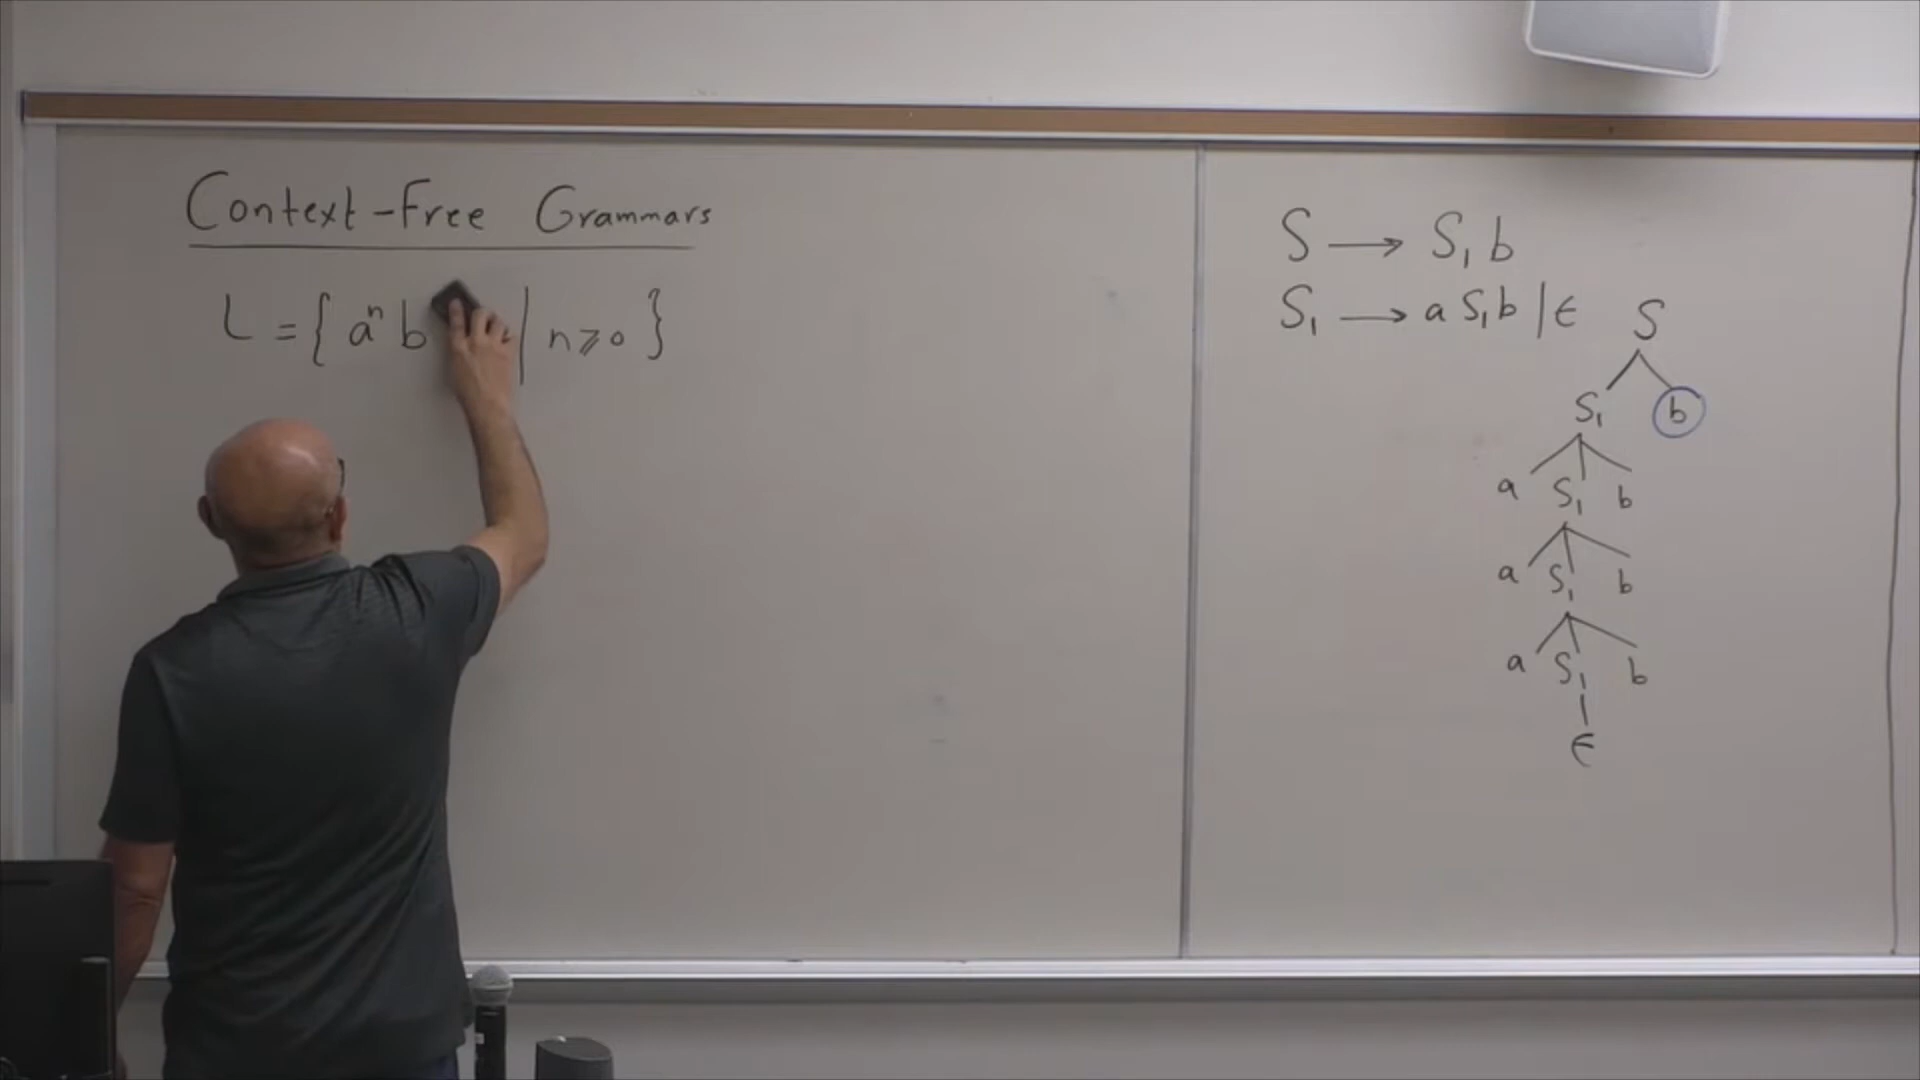 Context-Free Grammars
L = { aⁿ b | n ⩾ 0 }
S → S₁ b
S₁ → a S₁ b | ϵ
S
S₁ b
a S₁ b
a S₁ b
a S₁ b
ϵ